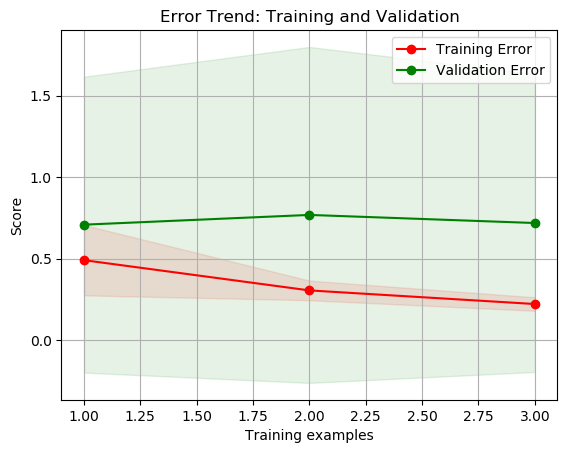 Error Trend: Training and Validation
Training Error
Validation Error
1.5
1.0
0.5
0.0
Score
1.00 1.25 1.50 1.75 2.00 2.25 2.50 2.75 3.00
Training examples